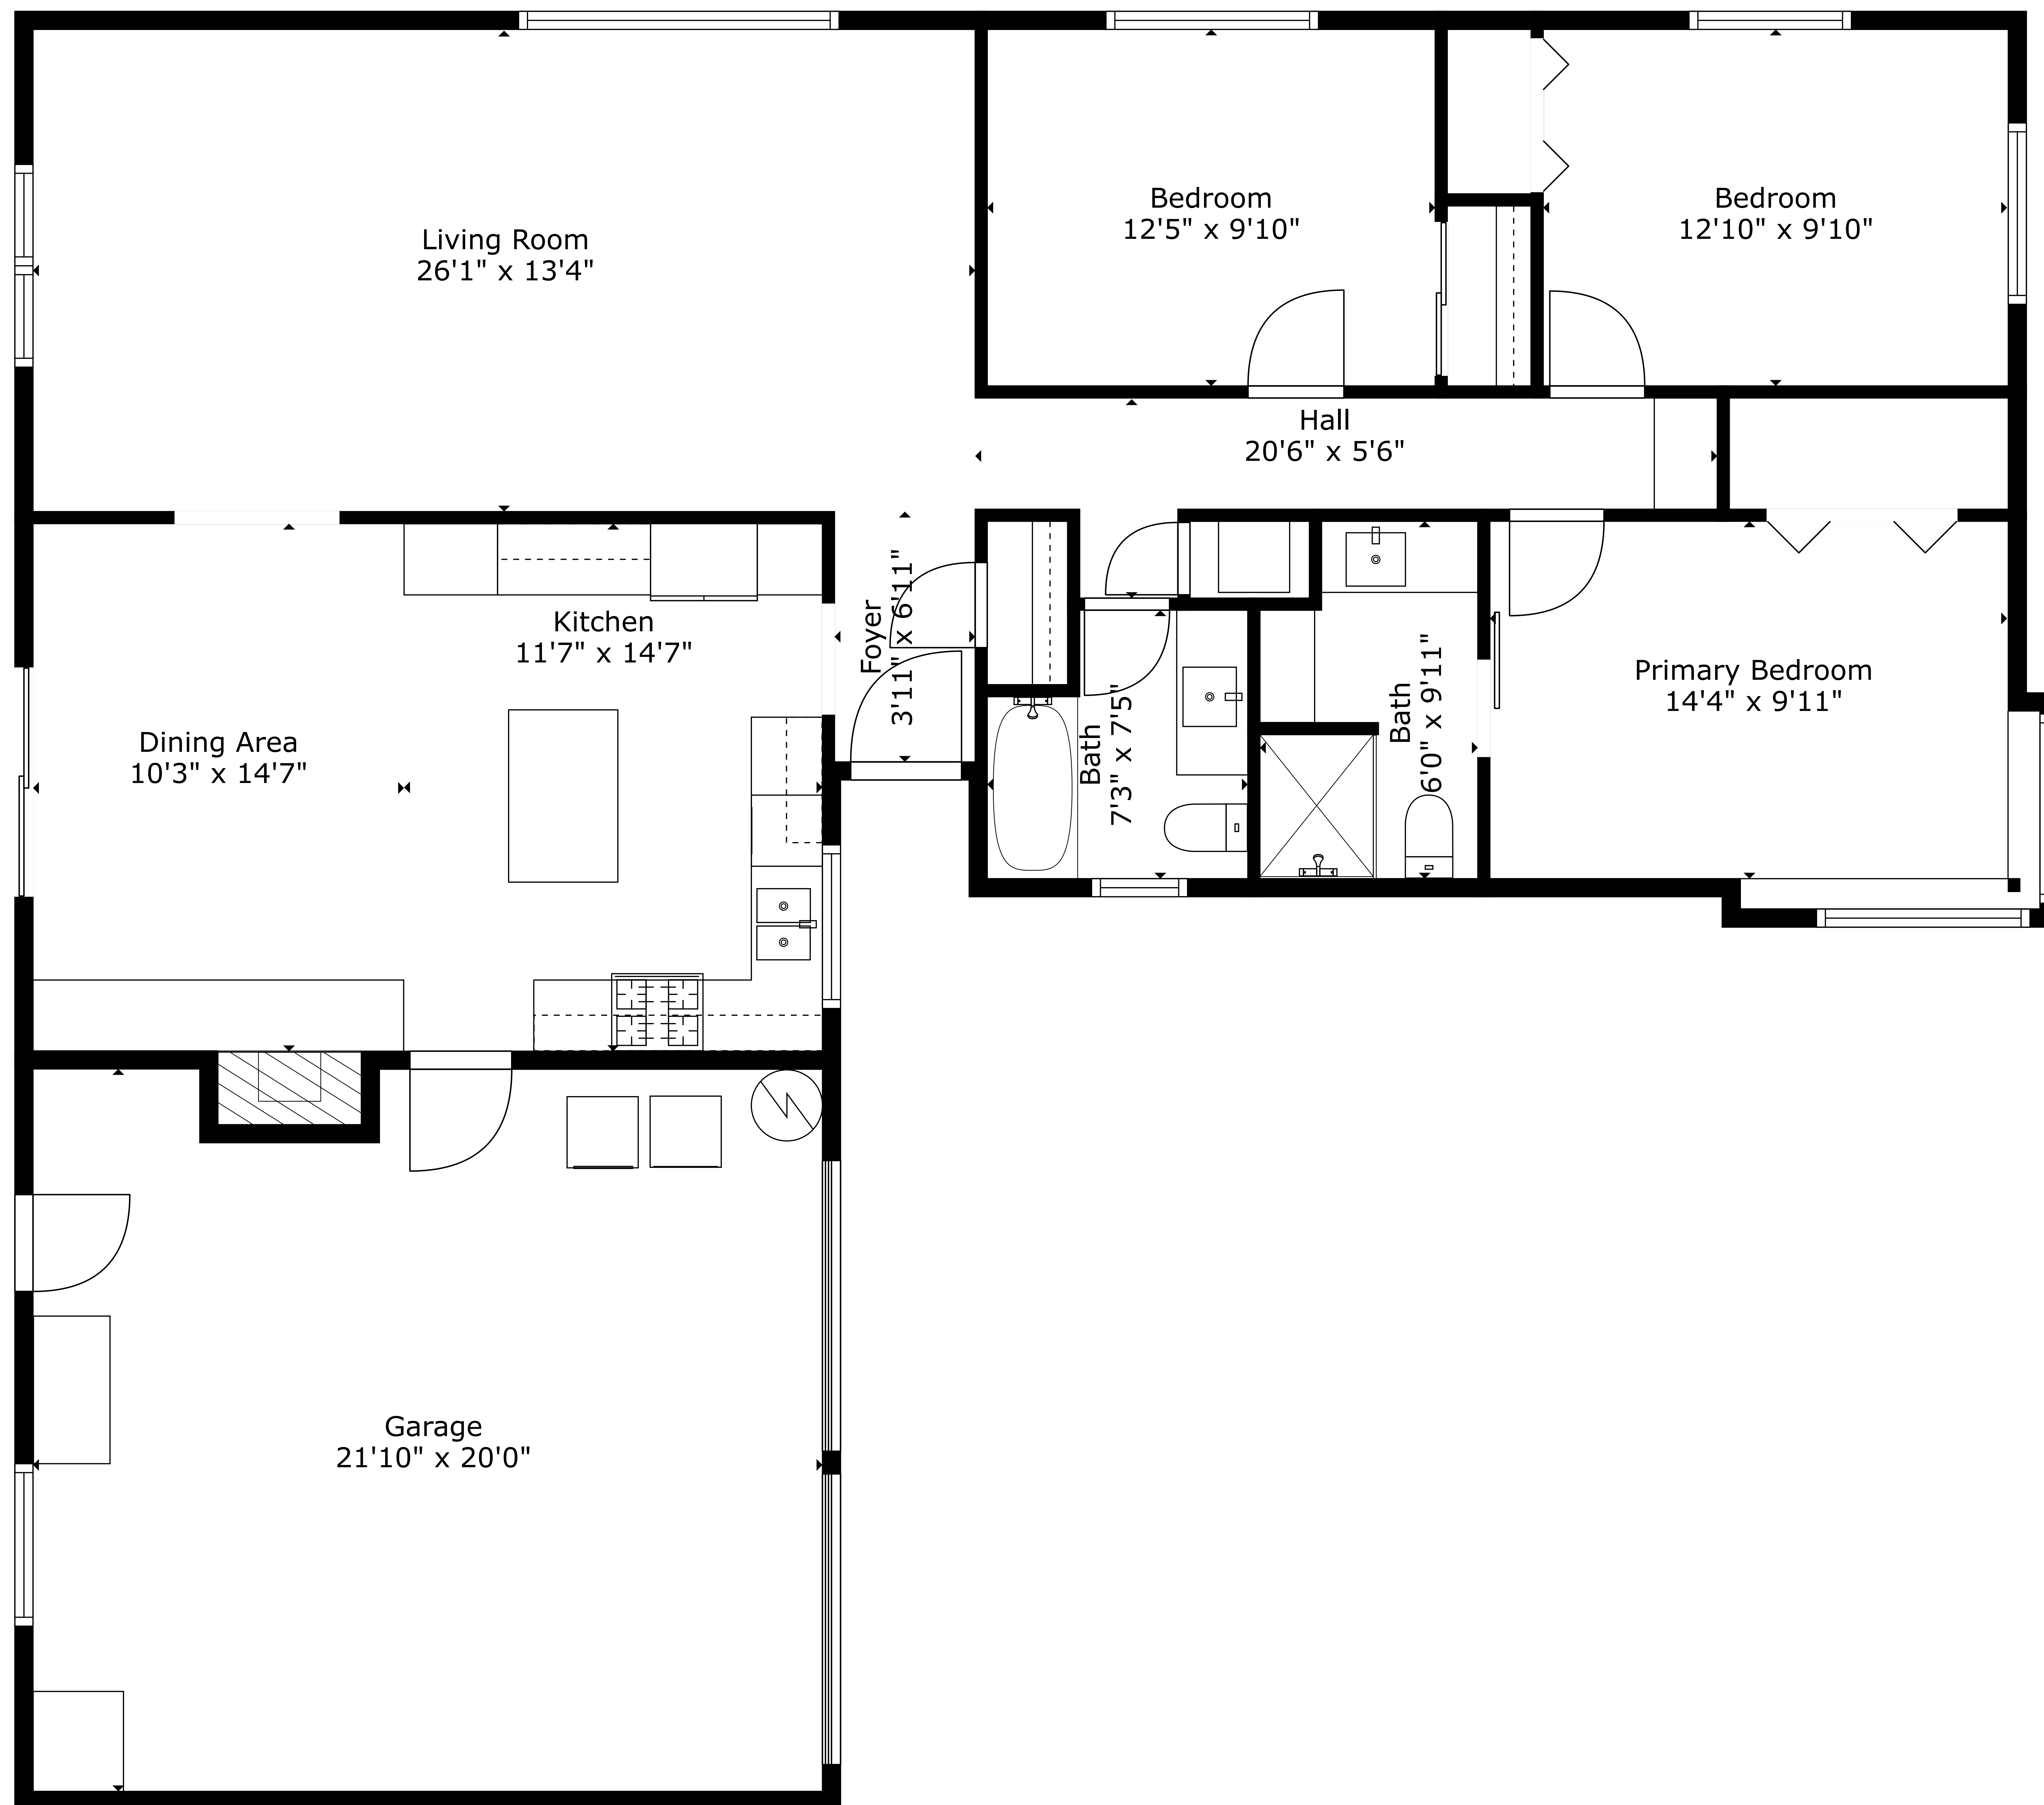 Living Room
26'1" x 13'4"
Bedroom
12'5" x 9'10"
Bedroom
12'10" x 9'10"
Hall
20'6" x 5'6"
Kitchen
11'7" x 14'7"
Foyer
3'11" x 6'11"
Dining Area
10'3" x 14'7"
Bath
7'3" x 7'5"
Bath
6'0" x 9'11"
Primary Bedroom
14'4" x 9'11"
Garage
21'10" x 20'0"